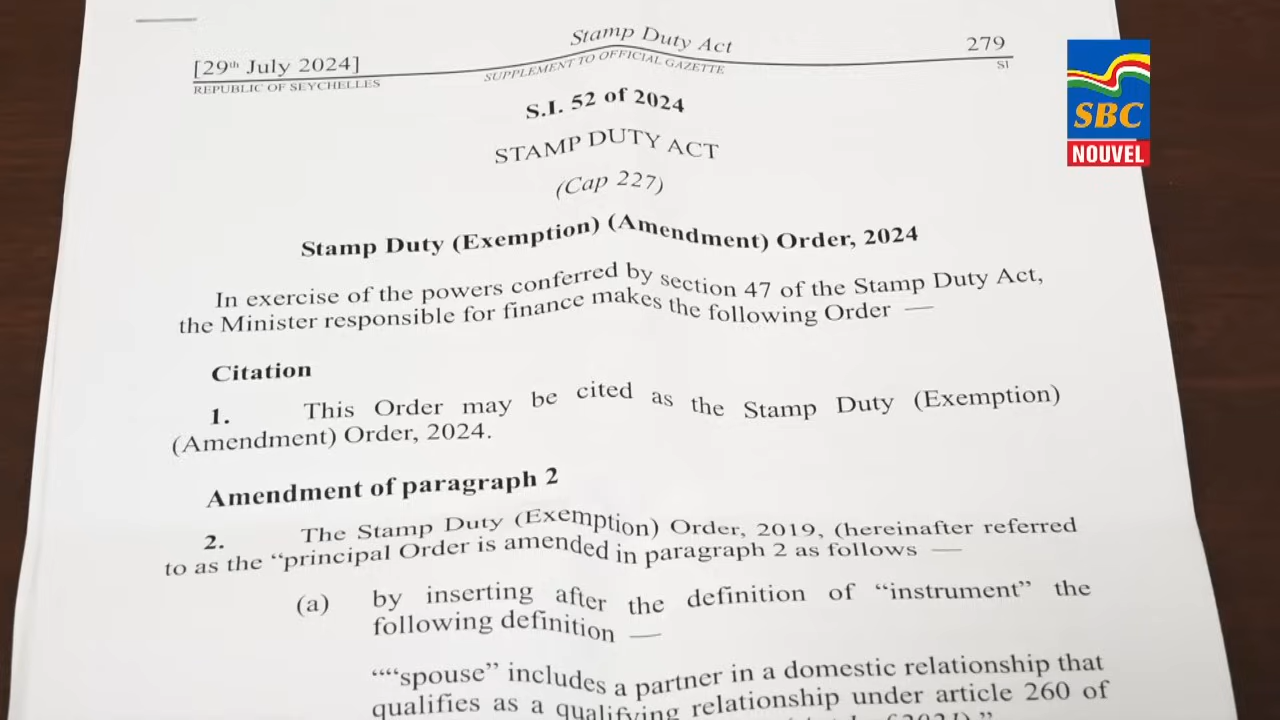 Stamp Duty Act
279
[29th July 2024]
SUPPLEMENT TO OFFICIAL GAZETTE
SI
REPUBLIC OF SEYCHELLES
SBC
NOUVEL
S.I. 52 of 2024
STAMP DUTY ACT
(Cap 227)
Stamp Duty (Exemption) (Amendment) Order, 2024
In exercise of the powers conferred by section 47 of the Stamp Duty Act,
the Minister responsible for finance makes the following Order —
Citation
1. This Order may be cited as the Stamp Duty (Exemption)
(Amendment) Order, 2024.
Amendment of paragraph 2
2. The Stamp Duty (Exemption) Order, 2019, (hereinafter referred
to as the “principal Order is amended in paragraph 2 as follows —
(a) by inserting after the definition of “instrument” the
following definition —
““spouse” includes a partner in a domestic relationship that
qualifies as a qualifying relationship under article 260 of